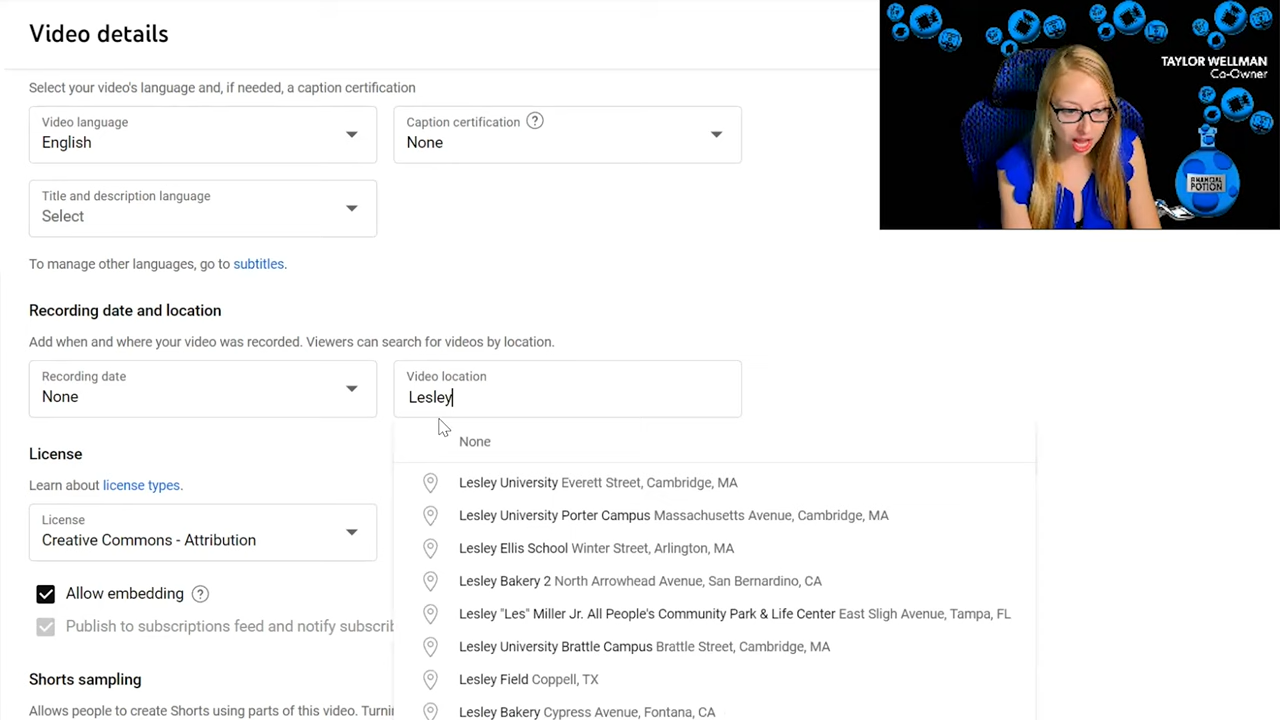 Video details
TAYLOR WELLMAN
Co-Owner
FINANCIAL
POTION
Select your video's language and, if needed, a caption certification
Video language
English
Caption certification ?
None
Title and description language
Select
To manage other languages, go to subtitles.
Recording date and location
Add when and where your video was recorded. Viewers can search for videos by location.
Recording date
None
Video location
Lesley
None
Lesley University Everett Street, Cambridge, MA
Lesley University Porter Campus Massachusetts Avenue, Cambridge, MA
Lesley Ellis School Winter Street, Arlington, MA
Lesley Bakery 2 North Arrowhead Avenue, San Bernardino, CA
Lesley "Les" Miller Jr. All People's Community Park & Life Center East Sligh Avenue, Tampa, FL
Lesley University Brattle Campus Brattle Street, Cambridge, MA
Lesley Field Coppell, TX
Lesley Bakery Cypress Avenue, Fontana, CA
License
Learn about license types.
License
Creative Commons - Attribution
Allow embedding ?
Publish to subscriptions feed and notify subscrib
Shorts sampling
Allows people to create Shorts using parts of this video. Turnin